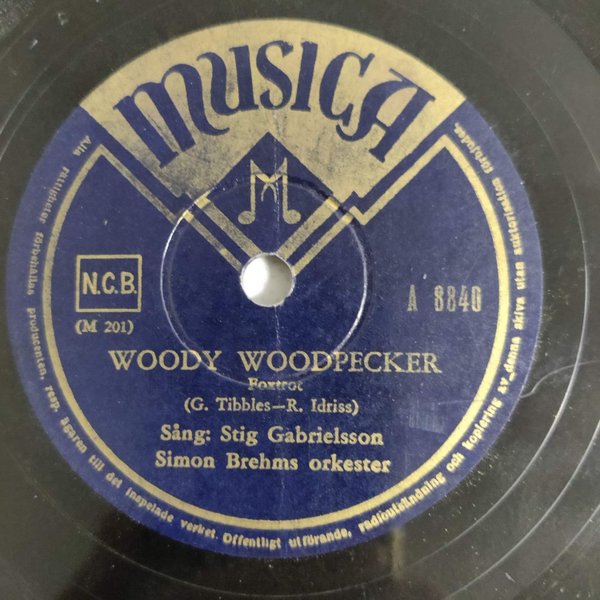 MUSICA
M
N.C.B.
(M 201)
A 8840
WOODY WOODPECKER
Foxtrot
(G. Tibbles—R. Idriss)
Sång: Stig Gabrielsson
Simon Brehms orkester
Alla rättigheter förbehållas producenten, resp. ägaren till det inspelade verket. Offentligt utförande, radioutsändning och kopiering av denna skiva utan auktorisation förbjudes.